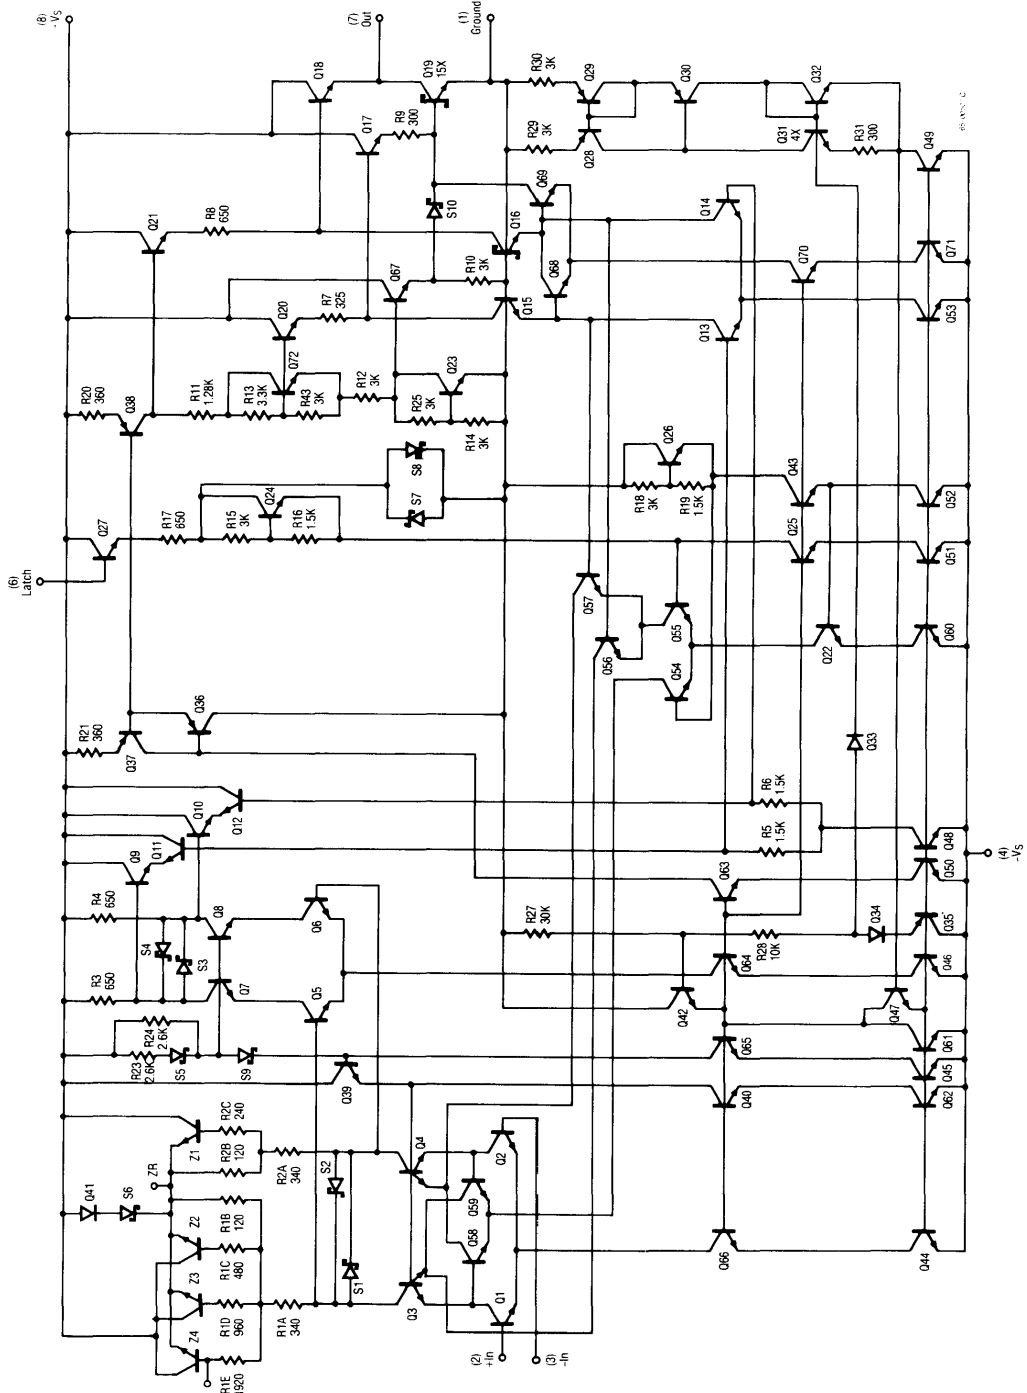 (8)
- VS
(7)
Out
(1)
Ground
(6)
Latch
Q18
Q19
15X
R30
3K
Q29
Q30
Q32
Q17
R9
300
R29
3K
Q28
Q31
4X
R31
300
Q49
Q21
R8
650
S10
Q69
Q16
Q14
R10
3K
Q67
Q68
Q70
Q71
Q20
R7
325
Q15
Q13
Q53
R20
360
Q38
R11
1.28K
R13
3.3K
R43
3K
Q72
R12
3K
R25
3K
Q23
R14
3K
S8
S7
Q26
R18
3K
R19
1.5K
Q43
Q52
Q27
R17
650
R15
3K
Q24
R16
1.5K
Q25
Q51
Q57
Q56
Q55
Q54
Q22
Q60
R21
360
Q37
Q36
Q33
Q10
Q12
R6
1.5K
Q9
Q11
R5
1.5K
Q48
(4)
-VS
R4
650
Q8
Q6
Q63
Q50
S4
S3
R27
30K
R28
10K
Q34
Q35
R3
650
Q7
Q5
Q64
Q46
R24
2.6K
R23
2.6K
S5
S9
Q42
Q47
Q39
Q65
Q61
Q45
Q40
Q62
R2C
240
R2B
120
Z1
ZR
R2A
340
Q4
Q2
Q41
S6
S2
Q59
Q58
Z2
R1B
120
R1C
480
Z3
S1
Q3
Q1
Q66
Q44
Z4
R1D
960
R1A
340
(2)
+In
(3)
-In
R1E
1920